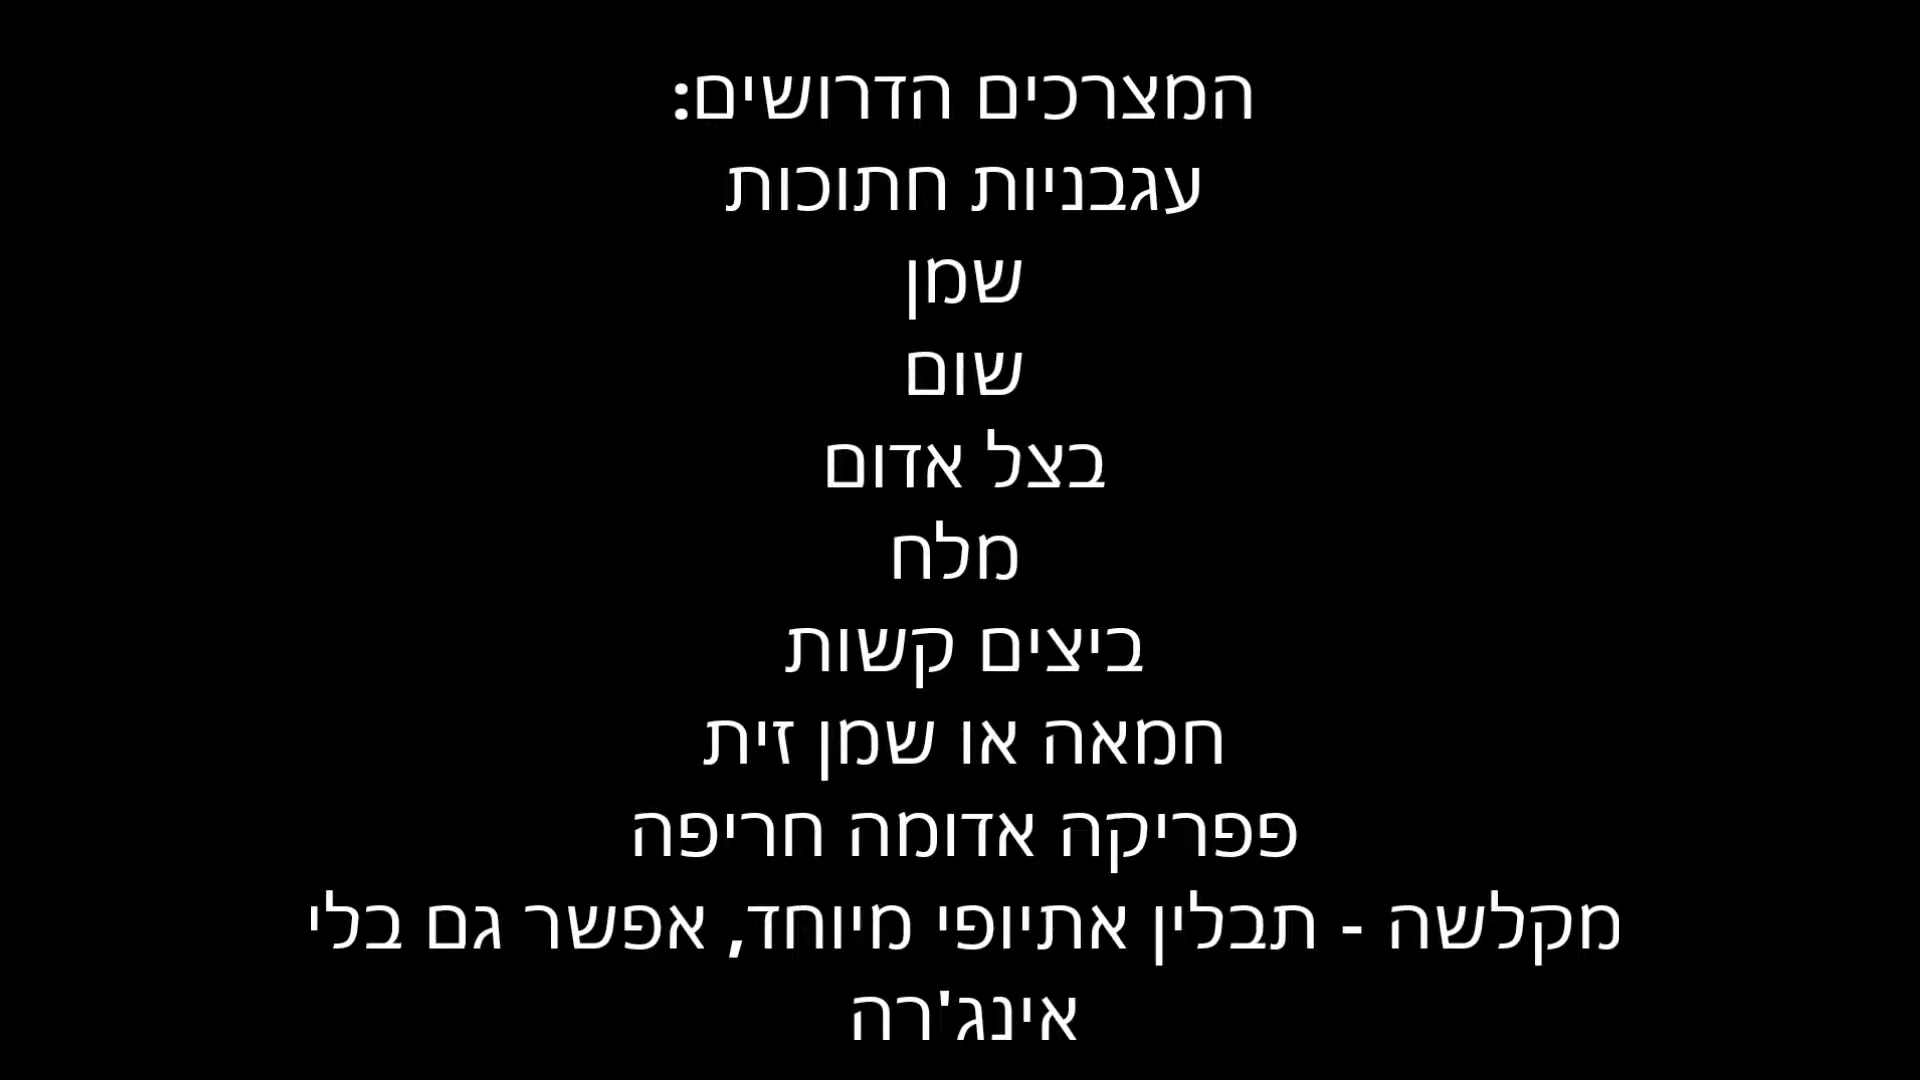 המצרכים הדרושים:
עגבניות חתוכות
שמן
שום
בצל אדום
מלח
ביצים קשות
חמאה או שמן זית
פפריקה אדומה חריפה
מקלשה - תבלין אתיופי מיוחד, אפשר גם בלי
אינג'רה